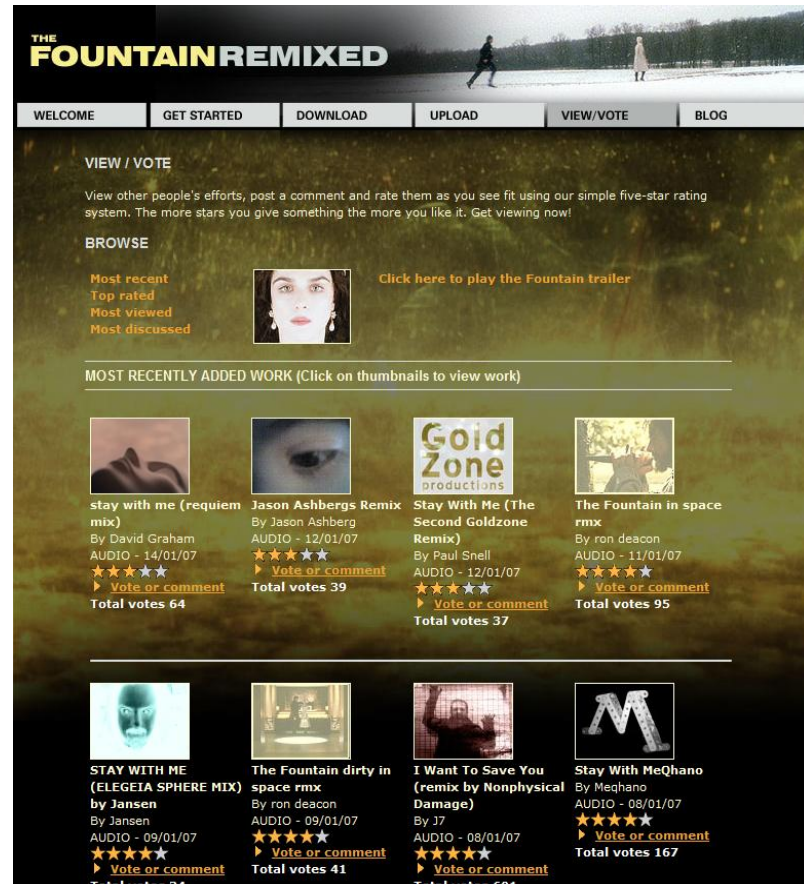 THE
FOUNTAINREMIXED
WELCOME
GET STARTED
DOWNLOAD
UPLOAD
VIEW/VOTE
BLOG
VIEW / VOTE
View other people's efforts, post a comment and rate them as you see fit using our simple five-star rating
system. The more stars you give something the more you like it. Get viewing now!
BROWSE
Most recent
Top rated
Most viewed
Most discussed
Click here to play the Fountain trailer
MOST RECENTLY ADDED WORK (Click on thumbnails to view work)
stay with me (requiem
mix)
By David Graham
AUDIO - 14/01/07
Vote or comment
Total votes 64
Jason Ashbergs Remix
By Jason Ashberg
AUDIO - 12/01/07
Vote or comment
Total votes 39
Gold
Zone
productions
Stay With Me (The
Second Goldzone
Remix)
By Paul Snell
AUDIO - 12/01/07
Vote or comment
Total votes 37
The Fountain in space
rmx
By ron deacon
AUDIO - 11/01/07
Vote or comment
Total votes 95
STAY WITH ME
(ELEGEIA SPHERE MIX)
by Jansen
By Jansen
AUDIO - 09/01/07
Vote or comment
Total votes 34
The Fountain dirty in
space rmx
By ron deacon
AUDIO - 09/01/07
Vote or comment
Total votes 41
I Want To Save You
(remix by Nonphysical
Damage)
By J7
AUDIO - 08/01/07
Vote or comment
Total votes 601
M
Stay With MeQhano
By Meqhano
AUDIO - 08/01/07
Vote or comment
Total votes 167